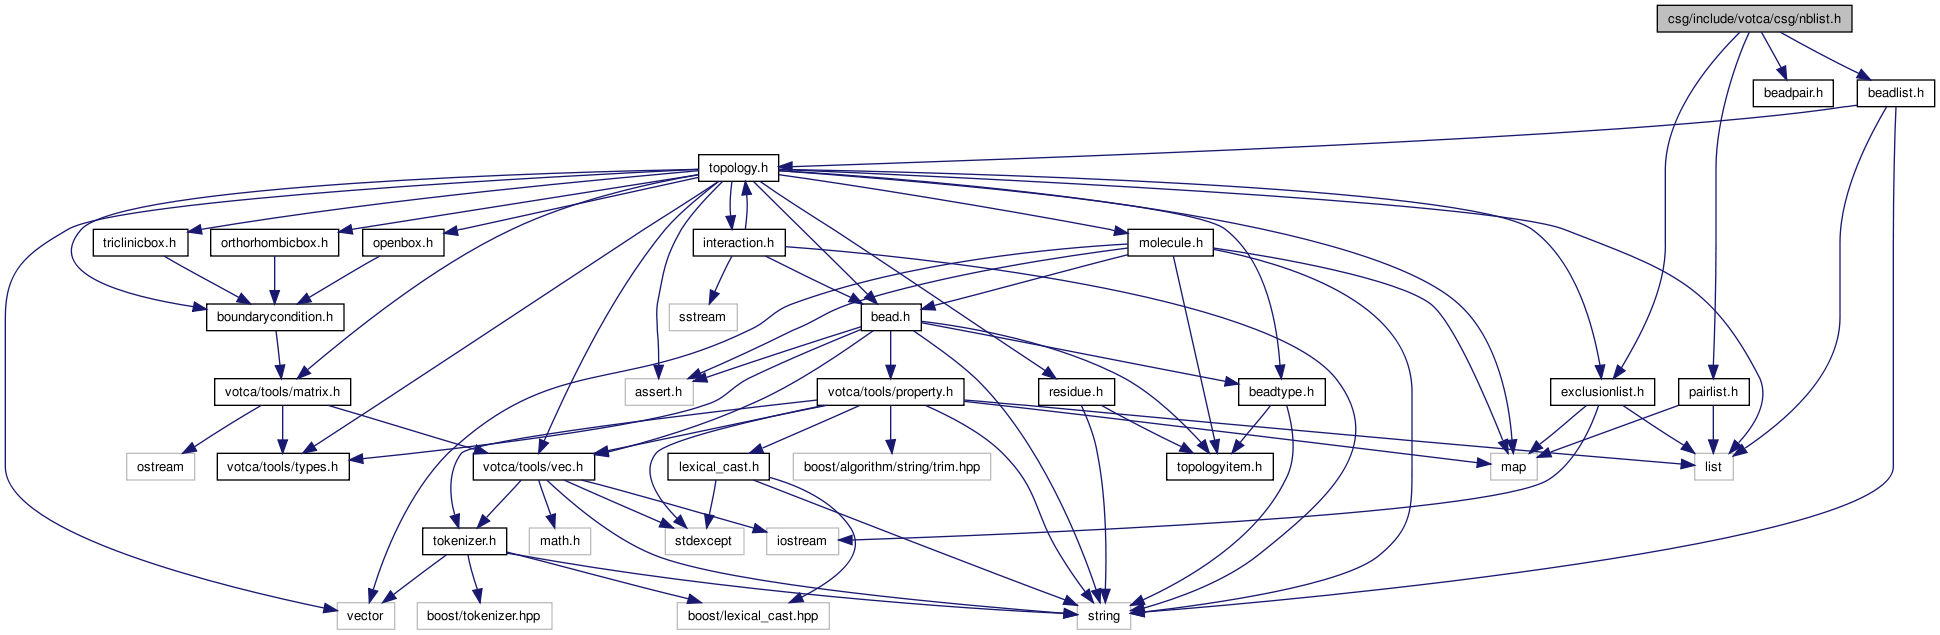 csg/include/votca/csg/nblist.h
beadpair.h
beadlist.h
topology.h
triclinicbox.h
orthorhombicbox.h
openbox.h
interaction.h
molecule.h
boundarycondition.h
sstream
bead.h
votca/tools/matrix.h
assert.h
votca/tools/property.h
residue.h
beadtype.h
exclusionlist.h
pairlist.h
ostream
votca/tools/types.h
votca/tools/vec.h
lexical_cast.h
boost/algorithm/string/trim.hpp
topologyitem.h
map
list
tokenizer.h
math.h
stdexcept
iostream
vector
boost/tokenizer.hpp
boost/lexical_cast.hpp
string